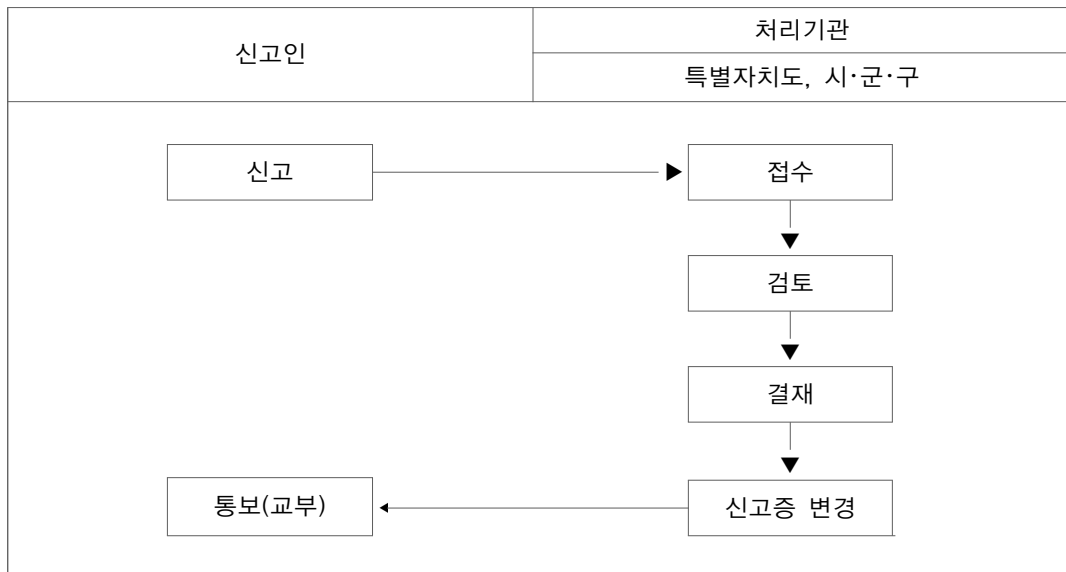 신고인
처리기관
특별자치도, 시·군·구
신고
접수
검토
결재
통보(교부)
신고증 변경